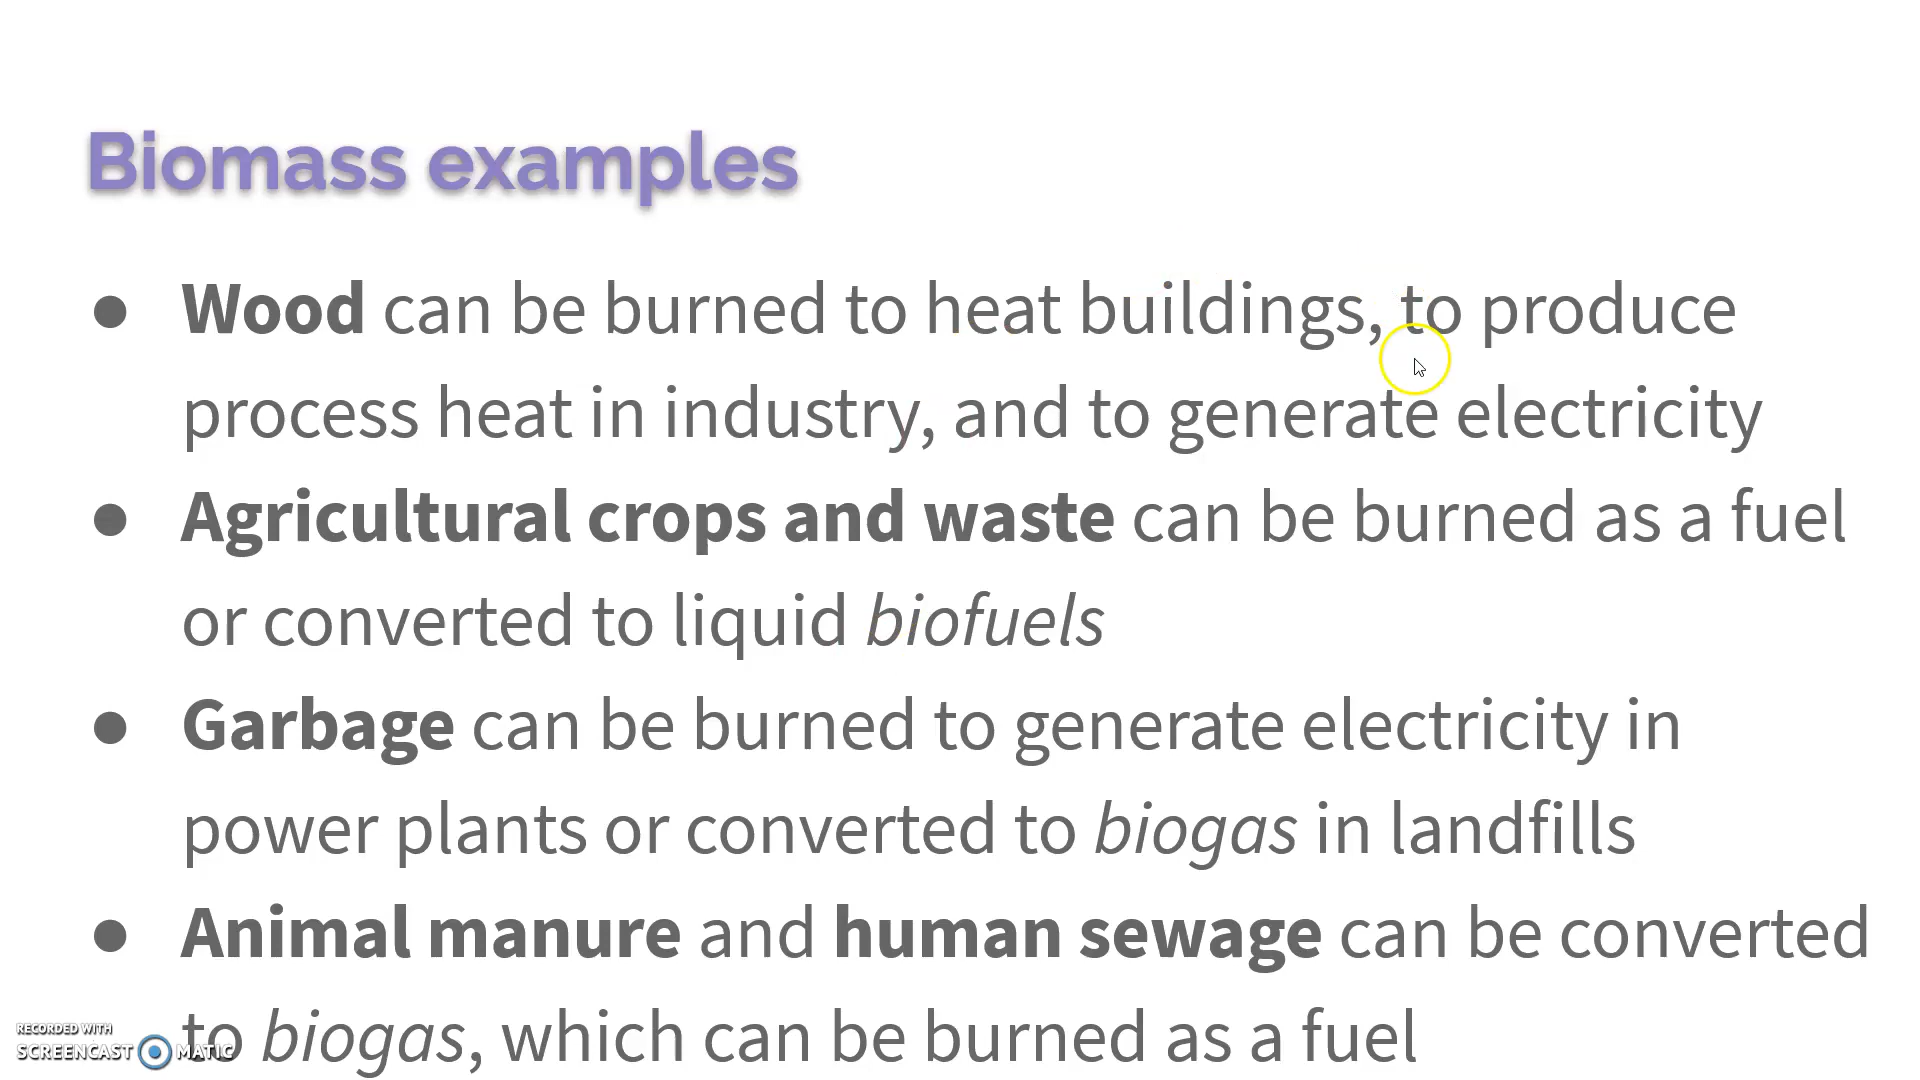 Biomass examples
● Wood can be burned to heat buildings, to produce
process heat in industry, and to generate electricity
● Agricultural crops and waste can be burned as a fuel
or converted to liquid biofuels
● Garbage can be burned to generate electricity in
power plants or converted to biogas in landfills
● Animal manure and human sewage can be converted
to biogas, which can be burned as a fuel
RECORDED WITH
SCREENCAST MATIC